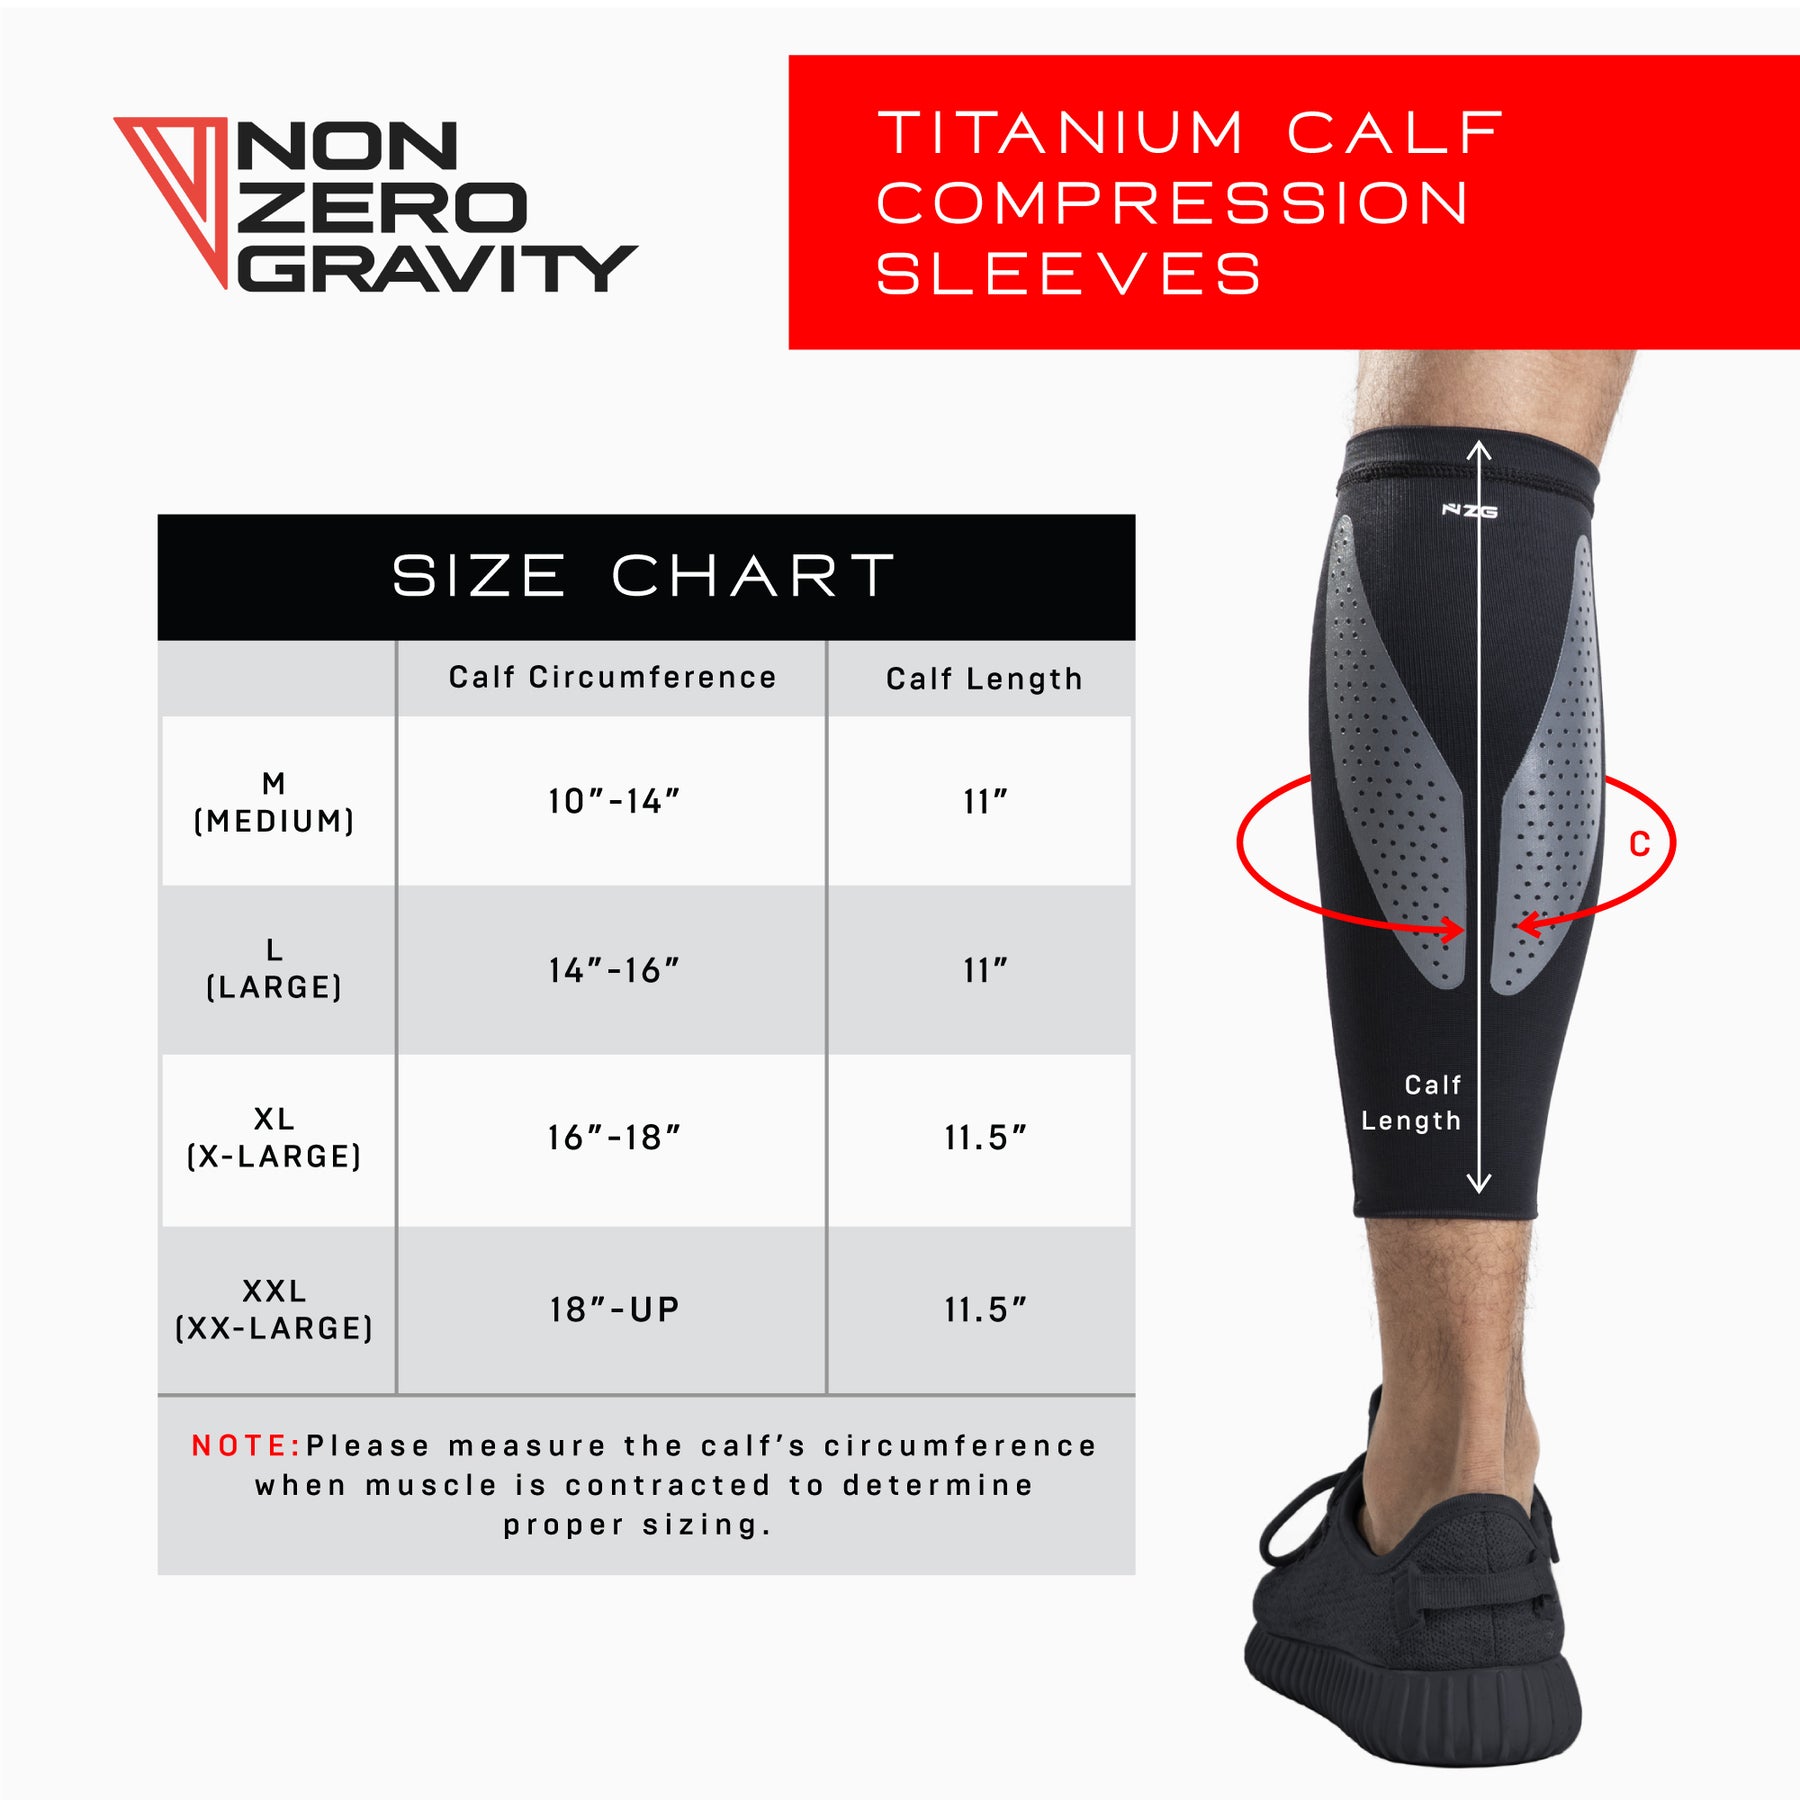 NON
ZERO
GRAVITY
TITANIUM CALF
COMPRESSION
SLEEVES
SIZE CHART
Calf Circumference Calf Length
M
(MEDIUM)
10”-14” 11”
L
(LARGE)
14”-16” 11”
XL
(X-LARGE)
16”-18” 11.5”
XXL
(XX-LARGE)
18”-UP 11.5”
NOTE:Please measure the calf’s circumference
when muscle is contracted to determine
proper sizing.
NZG
C
Calf
Length